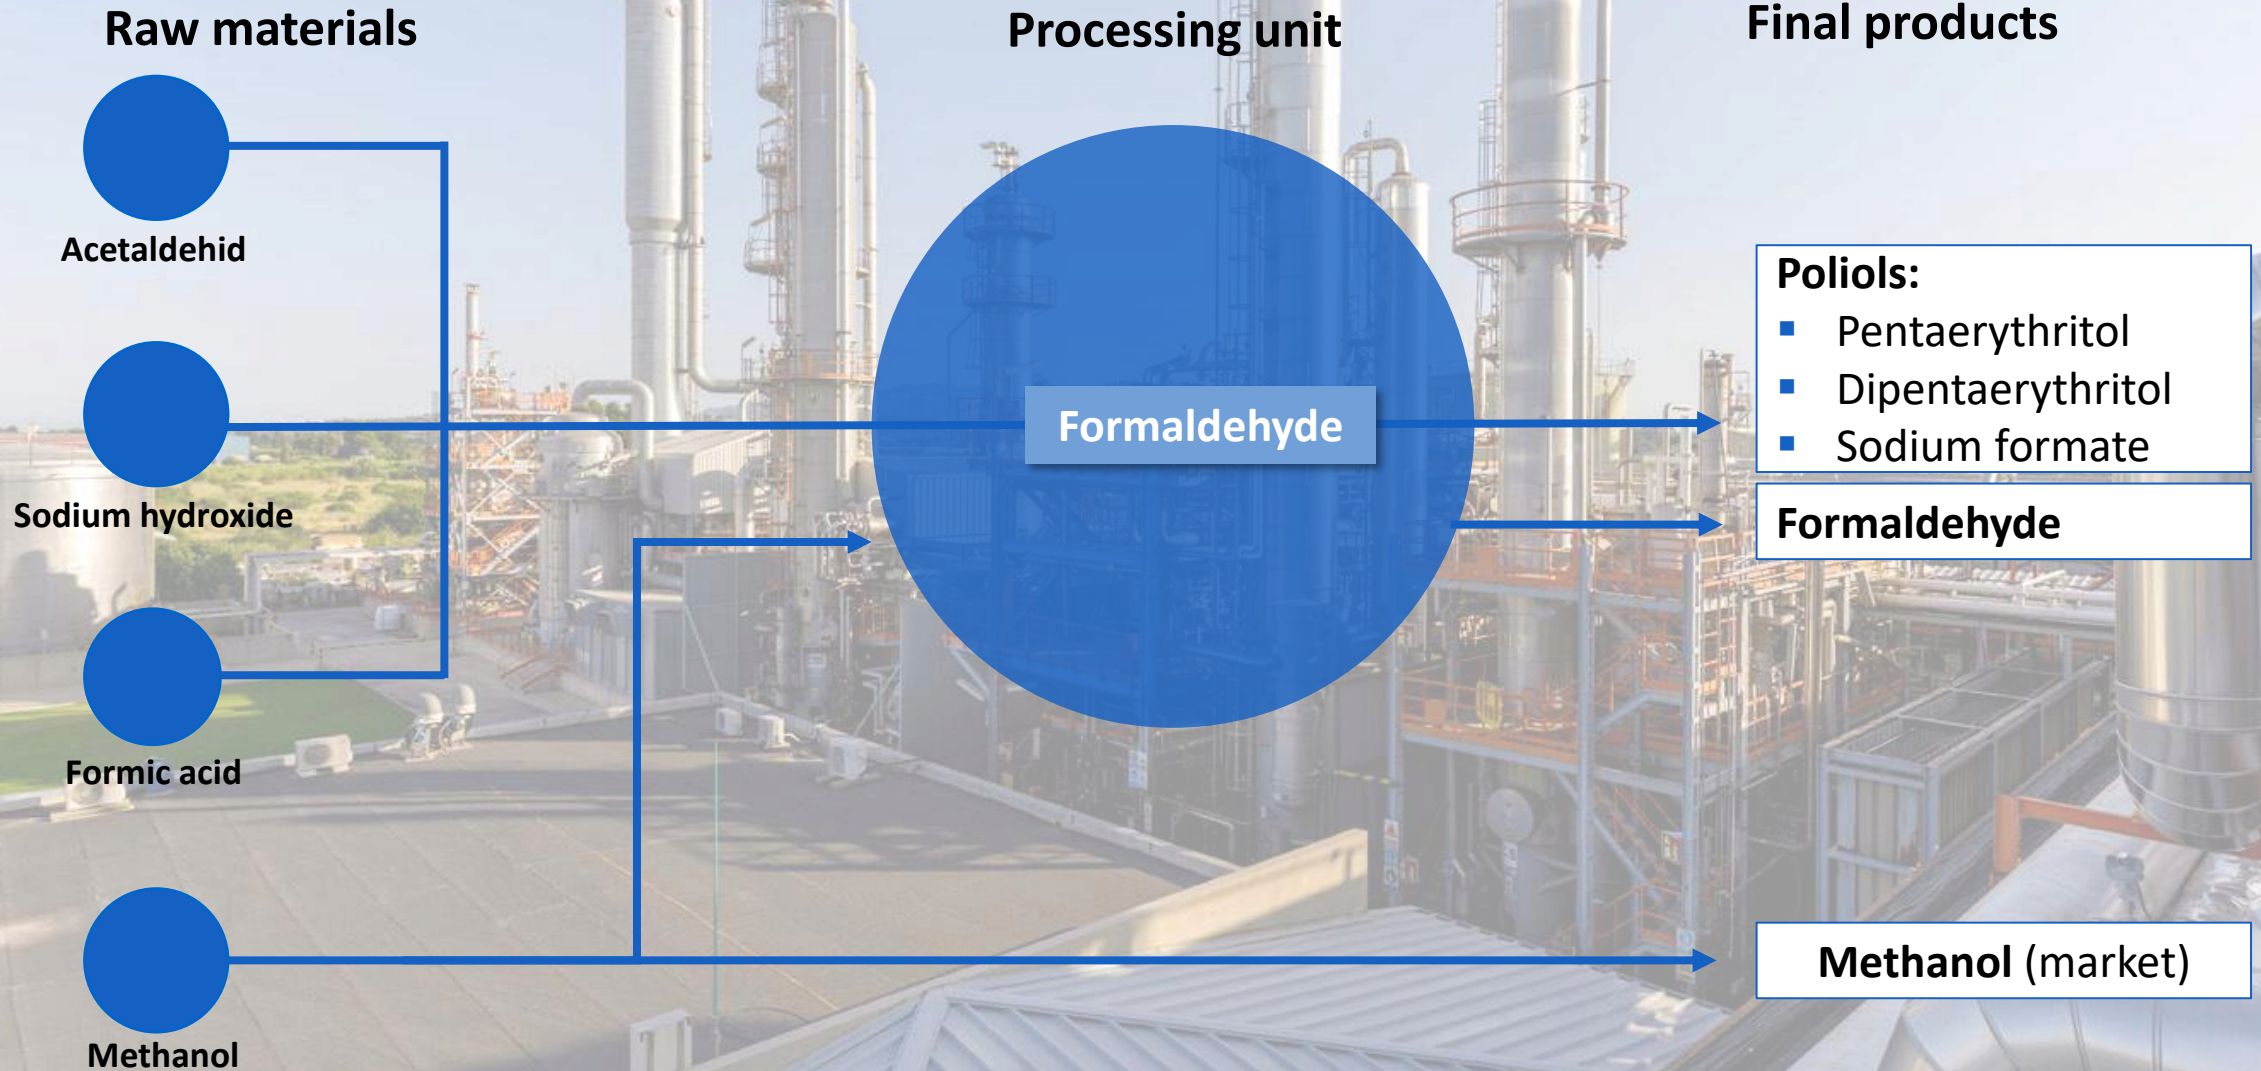 Raw materials
Processing unit
Final products
Acetaldehid
Sodium hydroxide
Formic acid
Methanol
Formaldehyde
Poliols:
▪ Pentaerythritol
▪ Dipentaerythritol
▪ Sodium formate
Formaldehyde
Methanol (market)